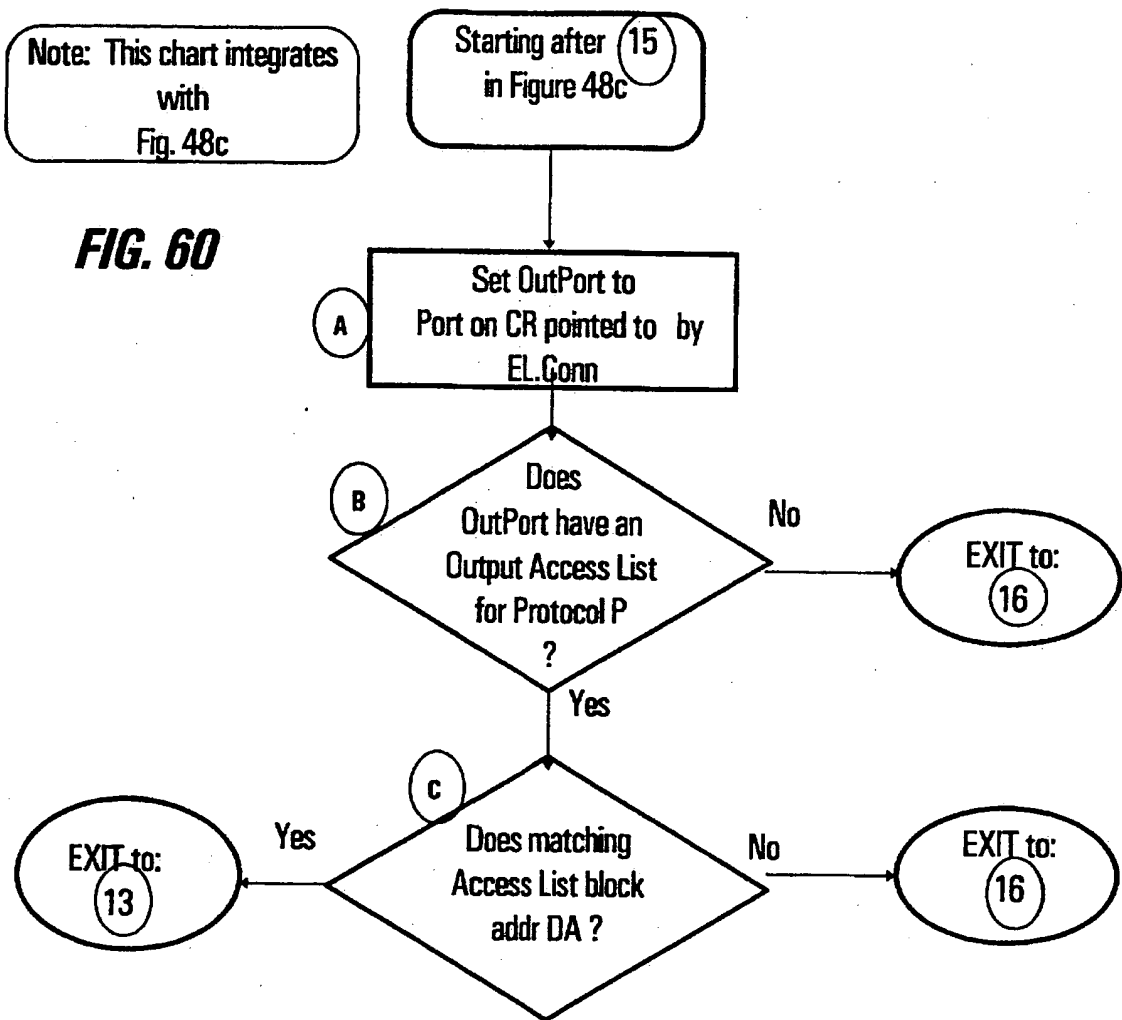 Note: This chart integrates
with
Fig. 48c
Starting after 15
in Figure 48c
FIG. 60
A
Set OutPort to
Port on CR pointed to by
EL.Conn
B
Does
OutPort have an
Output Access List
for Protocol P
?
No
EXIT to:
16
Yes
C
Does matching
Access List block
addr DA ?
Yes
EXIT to:
13
No
EXIT to:
16